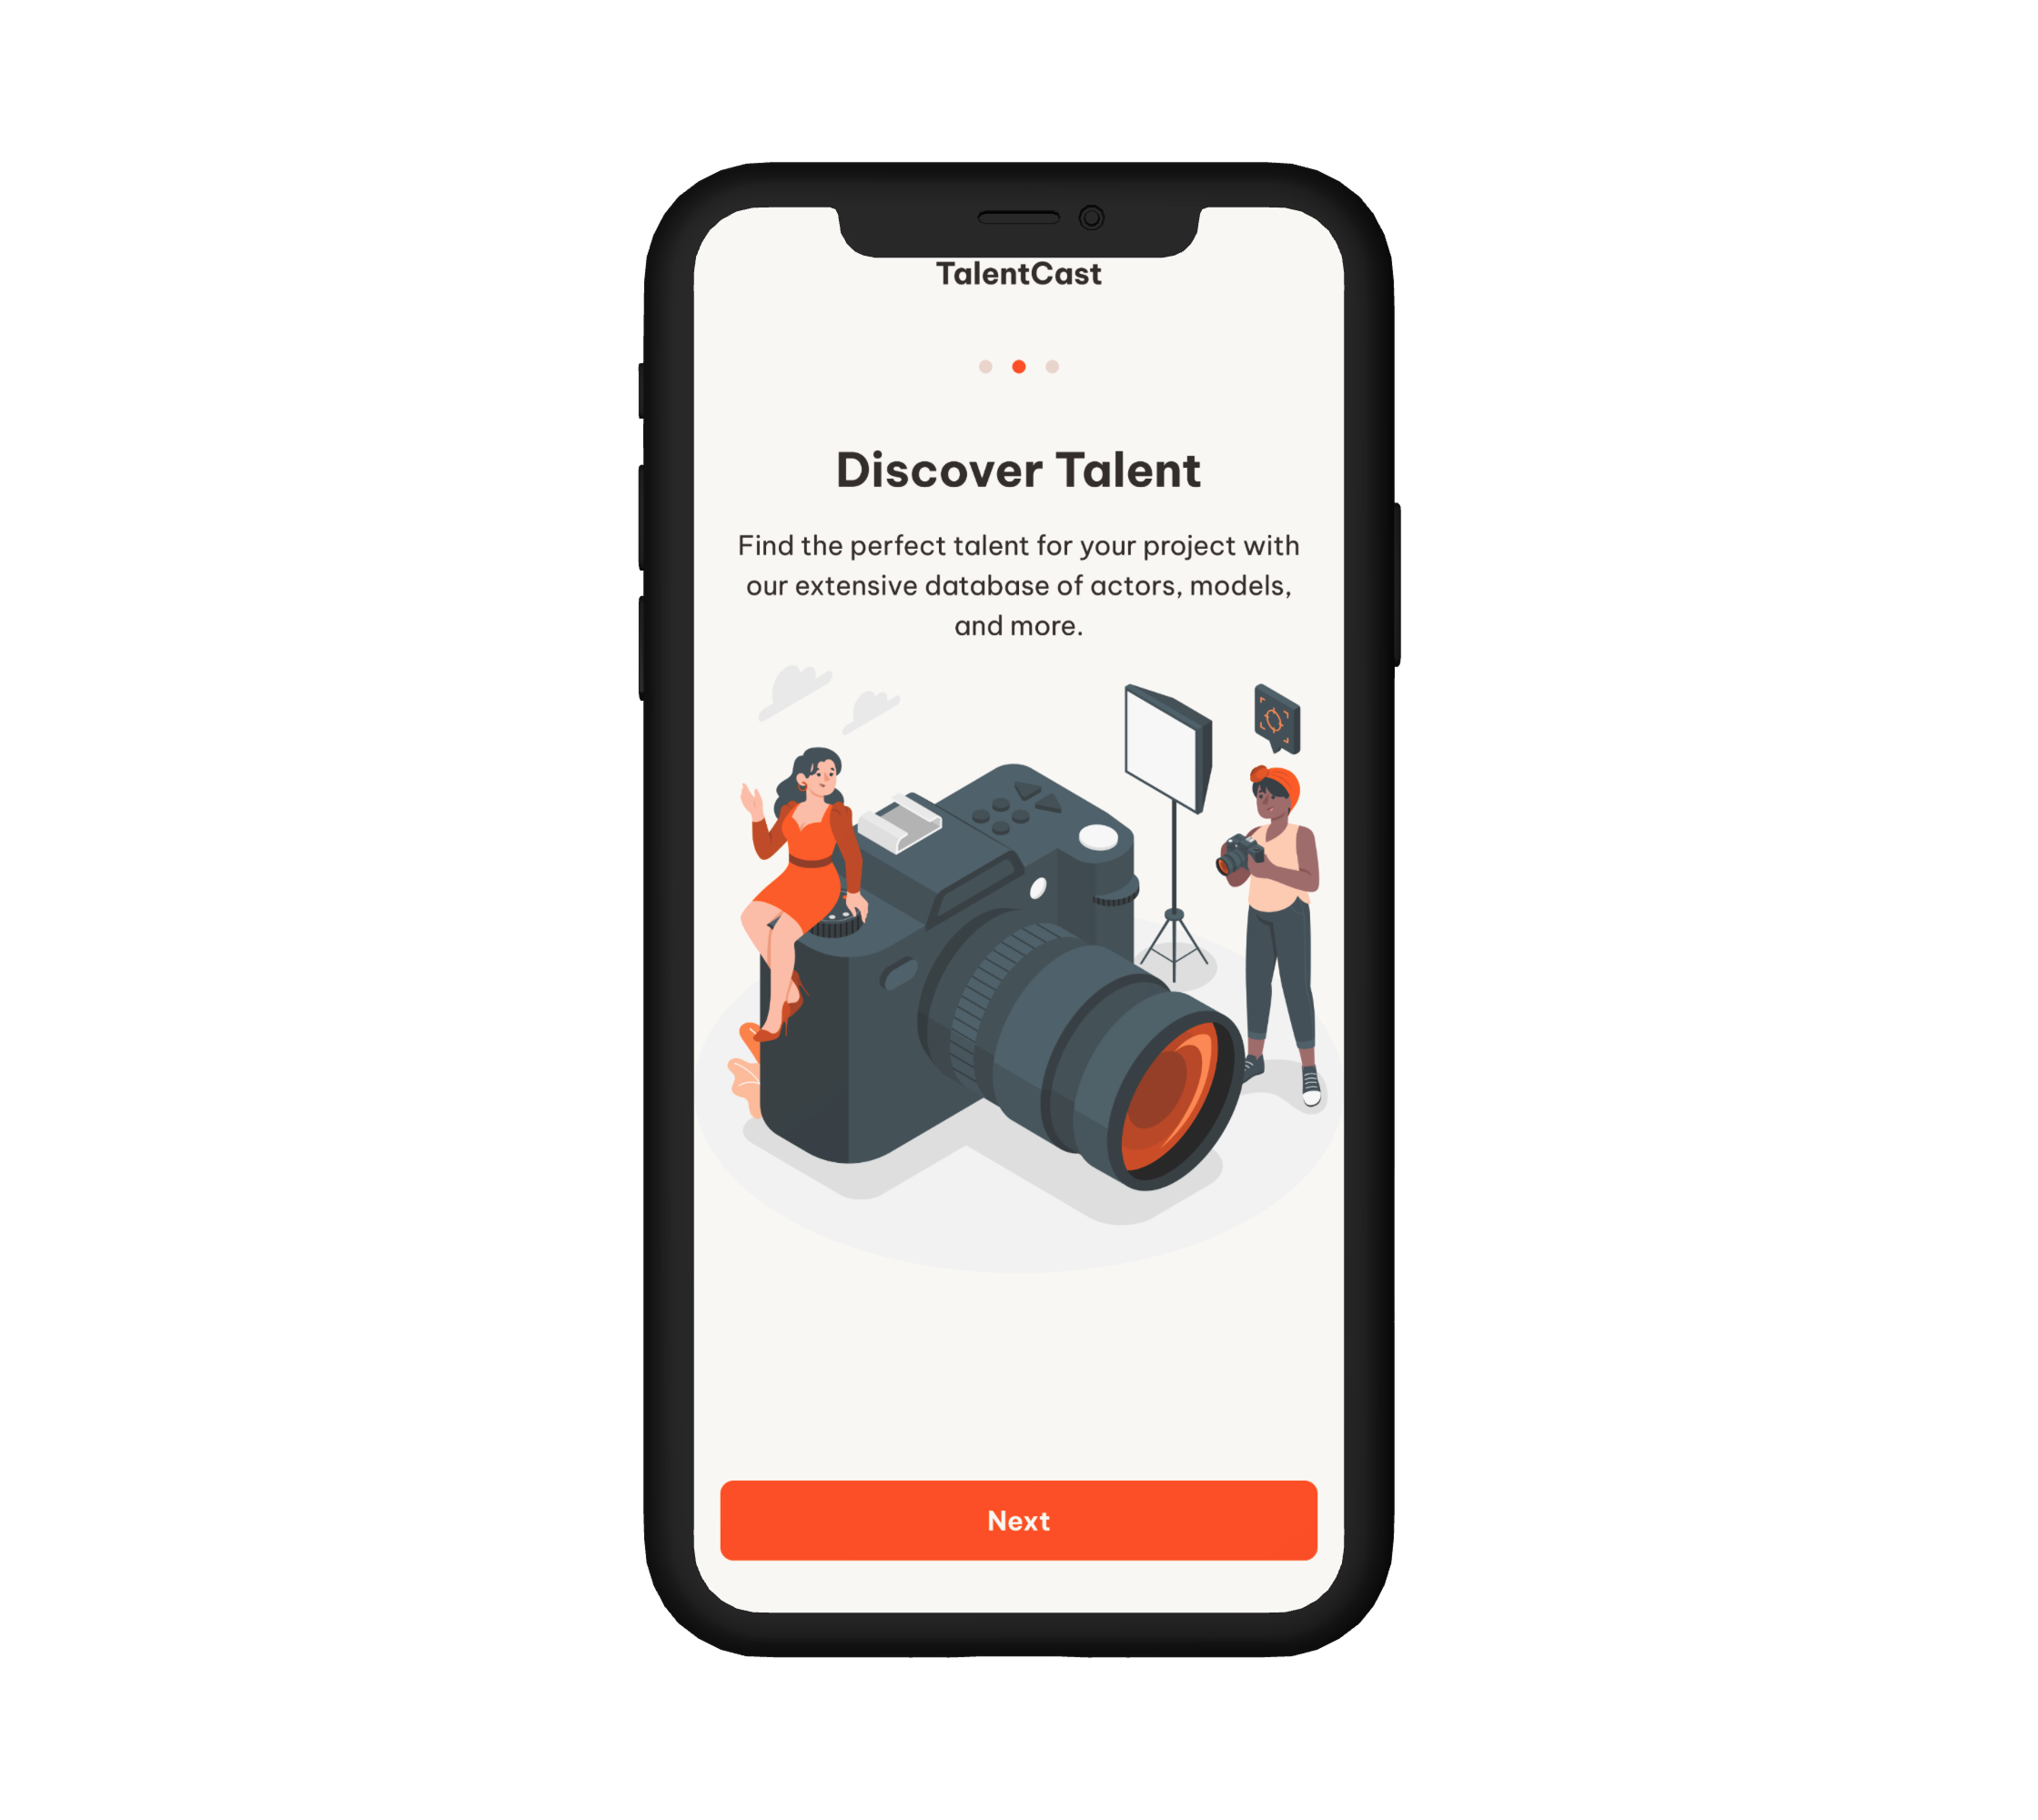 TalentCast
Discover Talent
Find the perfect talent for your project with
our extensive database of actors, models,
and more.
Next